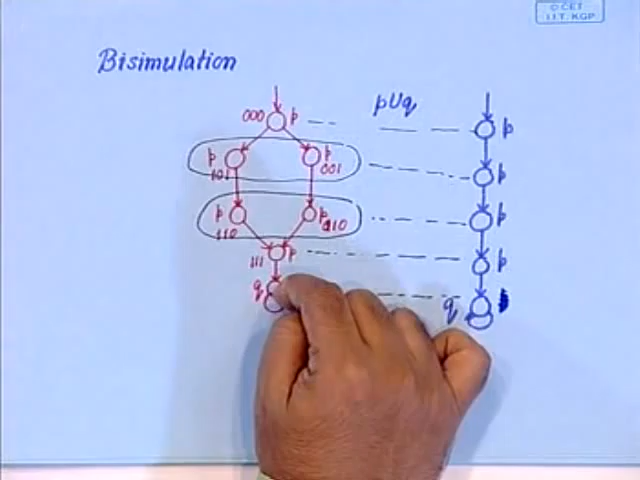 © CET
I.I.T. KGP
Bisimulation
pUq
000 p
p
p
101
p
001
p
p
110
p
010
p
111 p
p
q
q